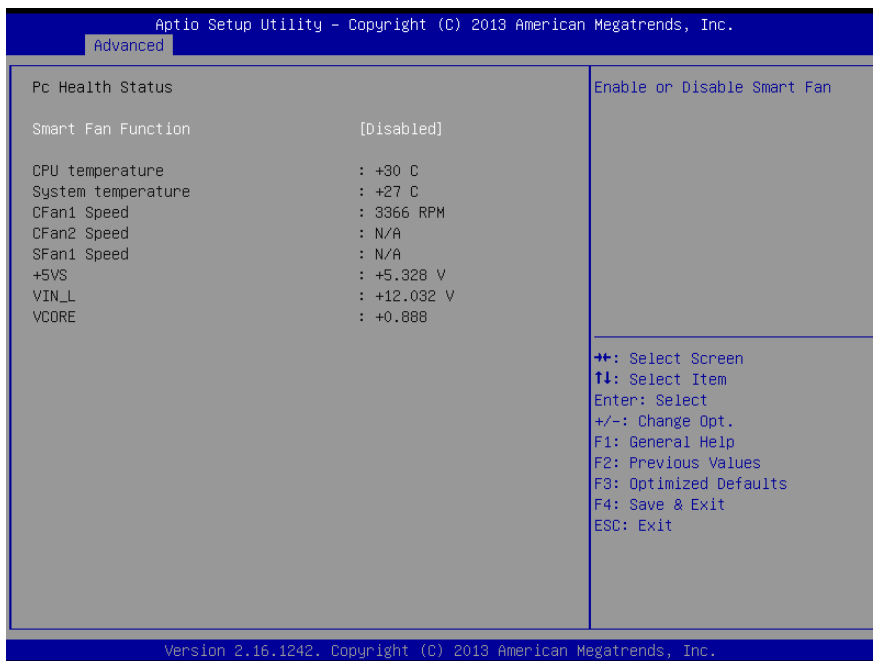 Aptio Setup Utility – Copyright (C) 2013 American Megatrends, Inc.
Advanced
Pc Health Status
Smart Fan Function [Disabled]
CPU temperature : +30 C
System temperature : +27 C
CFan1 Speed : 3366 RPM
CFan2 Speed : N/A
SFan1 Speed : N/A
+5VS : +5.328 V
VIN_L : +12.032 V
VCORE : +0.888
Enable or Disable Smart Fan
→←: Select Screen
↑↓: Select Item
Enter: Select
+/-: Change Opt.
F1: General Help
F2: Previous Values
F3: Optimized Defaults
F4: Save & Exit
ESC: Exit
Version 2.16.1242. Copyright (C) 2013 American Megatrends, Inc.